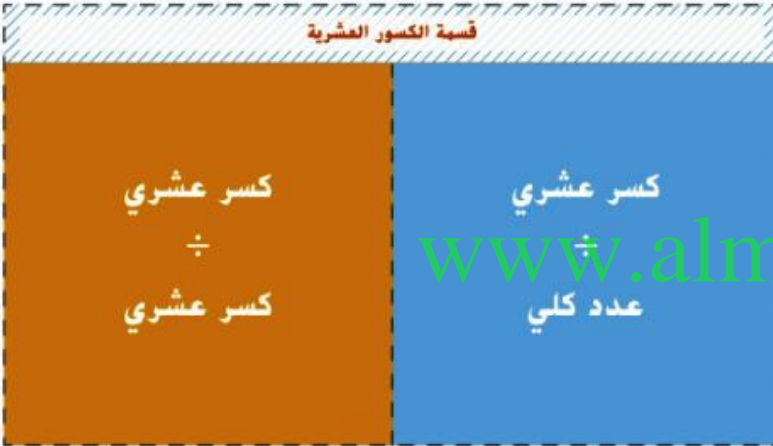 قسمة الكسور العشرية
كسر عشري
÷
عدد كلي
كسر عشري
÷
كسر عشري
www.alm